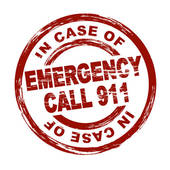 IN CASE OF
EMERGENCY
CALL 911
IN CASE OF